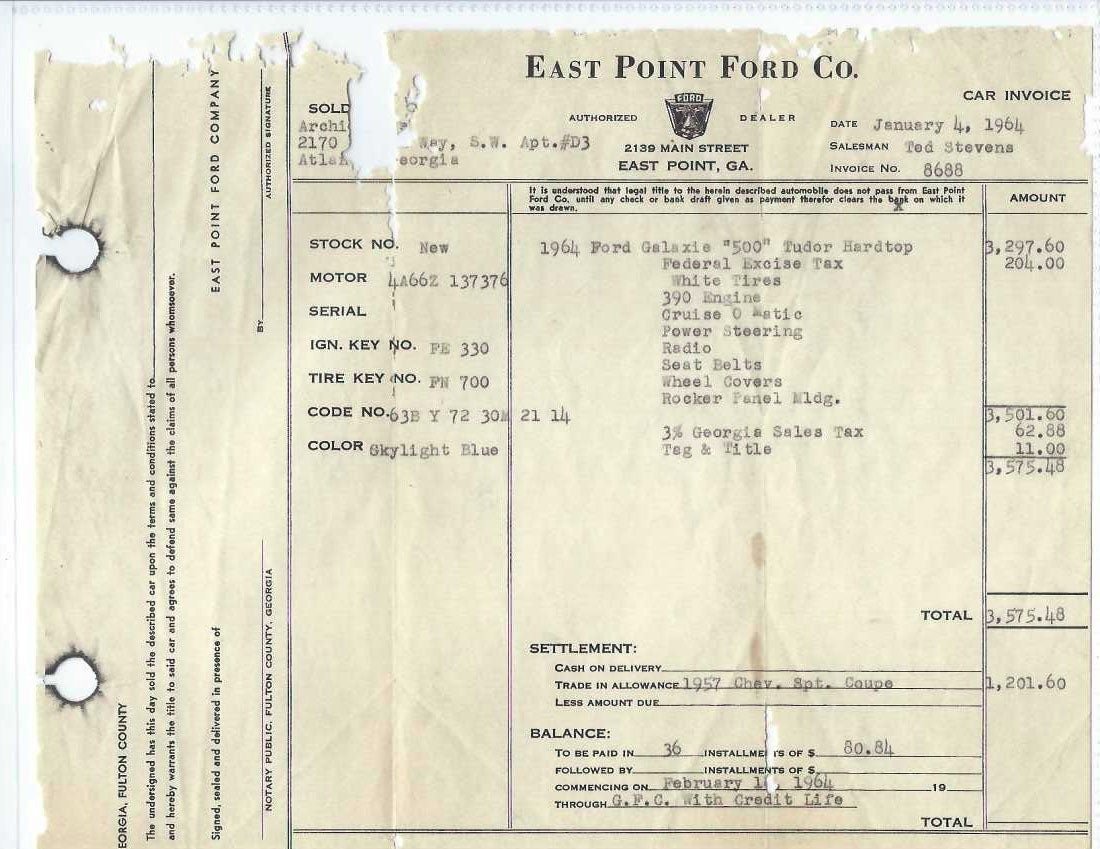 EAST POINT FORD CO.
CAR INVOICE
FORD
AUTHORIZED DEALER
2139 MAIN STREET
EAST POINT, GA.
DATE January 4, 1964
SALESMAN Ted Stevens
INVOICE NO. 8688
SOLD
Archi
2170 Way, S.W. Apt.#D3
Atlan eorgia
It is understood that legal title to the herein described automobile does not pass from East Point
Ford Co. until any check or bank draft given as payment therefor clears the bank on which it
was drawn.
AMOUNT
STOCK NO. New
MOTOR 4A66Z 137376
SERIAL
IGN. KEY NO. FE 330
TIRE KEY NO. FN 700
CODE NO. 63B Y 72 30M 21 14
COLOR Skylight Blue
1964 Ford Galaxie "500" Tudor Hardtop 3,297.60
Federal Excise Tax 204.00
White Tires
390 Engine
Cruise O Matic
Power Steering
Radio
Seat Belts
Wheel Covers
Rocker Panel Mldg.
3,501.60
3% Georgia Sales Tax 62.88
Tag & Title 11.00
3,575.48
TOTAL 3,575.48
SETTLEMENT:
CASH ON DELIVERY
TRADE IN ALLOWANCE 1957 Chev. Spt. Coupe 1,201.60
LESS AMOUNT DUE
BALANCE:
TO BE PAID IN 36 INSTALLMENTS OF $ 80.84
FOLLOWED BY INSTALLMENTS OF $
COMMENCING ON February 1 1964 19
THROUGH G.F.C. With Credit Life
TOTAL
EORGIA, FULTON COUNTY
The undersigned has this day sold the described car upon the terms and conditions stated to
and hereby warrants the title to said car and agrees to defend same against the claims of all persons whomsoever.
Signed, sealed and delivered in presence of
EAST POINT FORD COMPANY
BY
AUTHORIZED SIGNATURE
NOTARY PUBLIC, FULTON COUNTY, GEORGIA